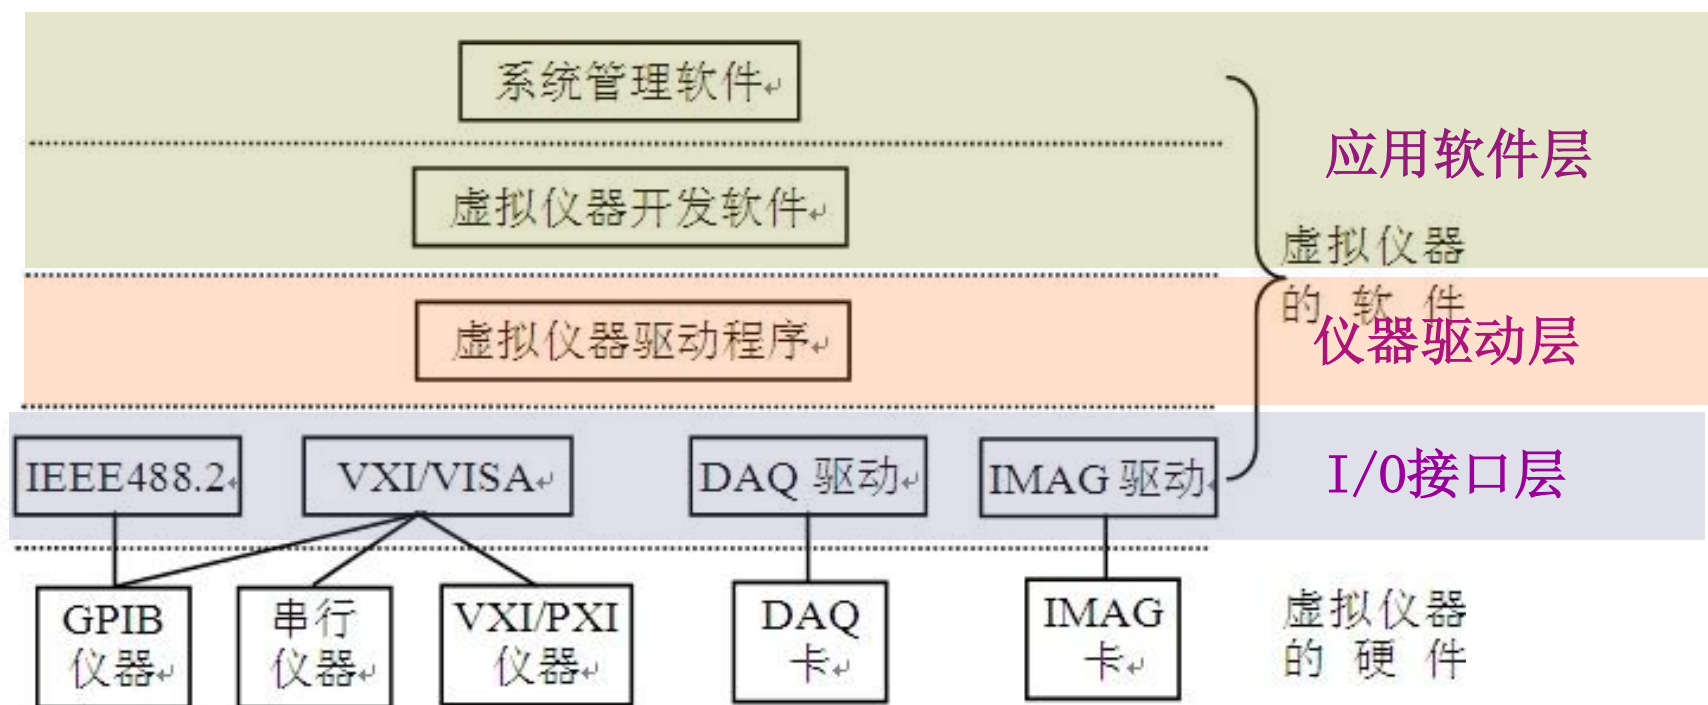 系统管理软件
应用软件层
虚拟仪器开发软件
虚拟仪器
的 软 件
虚拟仪器驱动程序
仪器驱动层
IEEE488.2
VXI/VISA
DAQ 驱动
IMAG 驱动
I/O接口层
GPIB
仪器
串行
仪器
VXI/PXI
仪器
DAQ
卡
IMAG
卡
虚拟仪器
的 硬 件